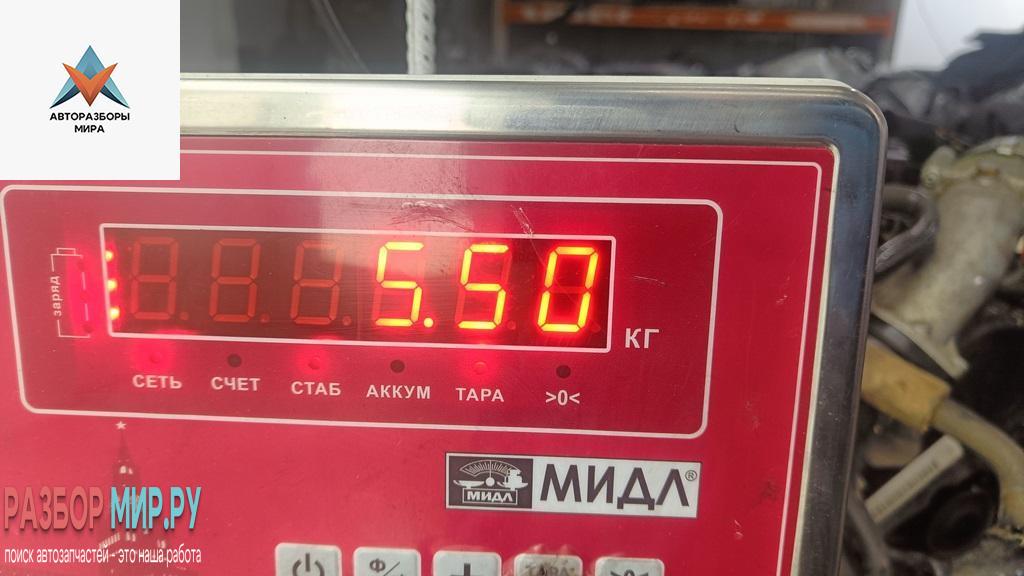 АВТОРАЗБОРЫ
МИРА
заряд
5.50
КГ
СЕТЬ СЧЕТ СТАБ АККУМ ТАРА >0<
МИДЛ МИДЛ®
РАЗБОР МИР.РУ
поиск автозапчастей - это наша работа